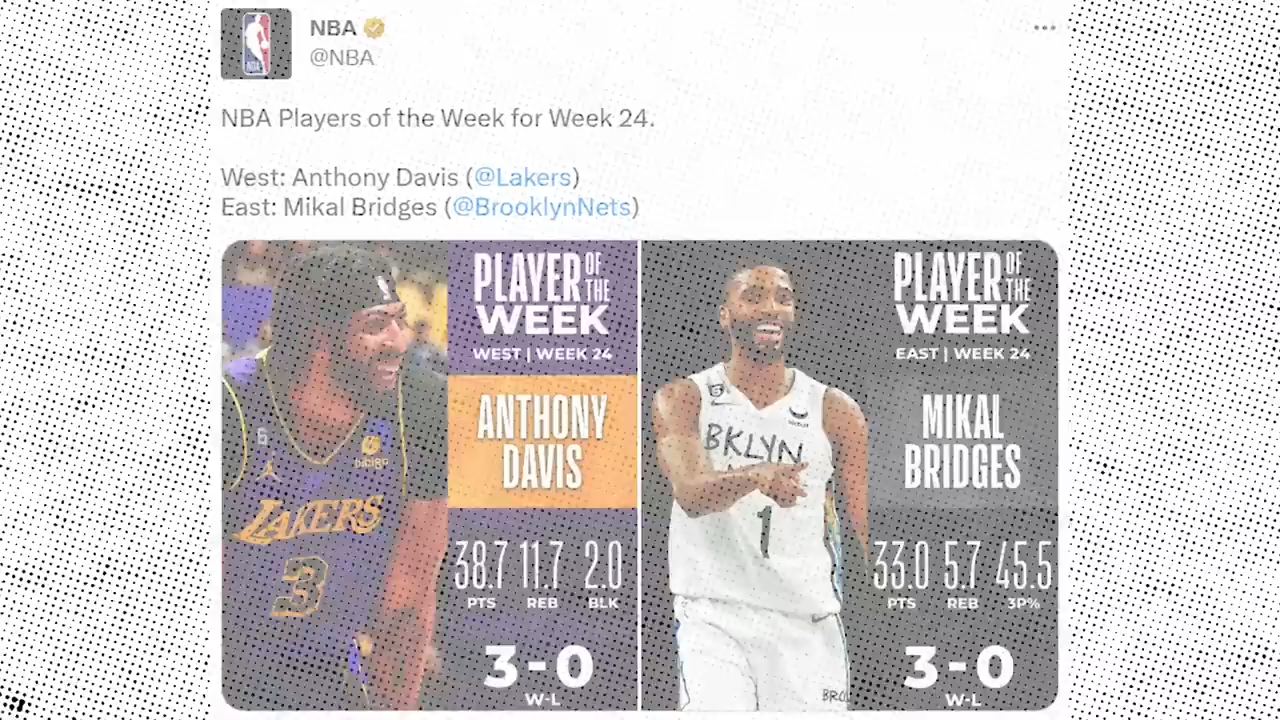 NBA
@NBA
NBA Players of the Week for Week 24.
West: Anthony Davis (@Lakers)
East: Mikal Bridges (@BrooklynNets)
PLAYER OF THE
WEEK
WEST | WEEK 24
ANTHONY
DAVIS
38.7 11.7 2.0
PTS REB BLK
3-0
W-L
6
bibigo
LAKERS
3
PLAYER OF THE
WEEK
EAST | WEEK 24
MIKAL
BRIDGES
33.0 5.7 45.5
PTS REB 3P%
3-0
W-L
6
BKLYN
1